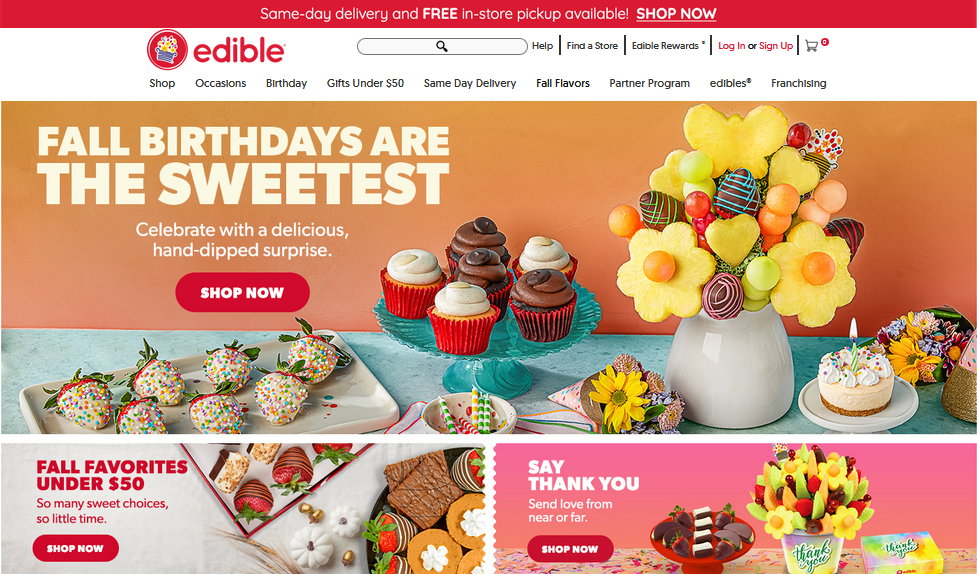 Same-day delivery and FREE in-store pickup available! SHOP NOW
edible®
Help
Find a Store
Edible Rewards
Log In or Sign Up
0
Shop
Occasions
Birthday
Gifts Under $50
Same Day Delivery
Fall Flavors
Partner Program
edibles®
Franchising
FALL BIRTHDAYS ARE
THE SWEETEST
Celebrate with a delicious,
hand-dipped surprise.
SHOP NOW
FALL FAVORITES
UNDER $50
So many sweet choices,
so little time.
SHOP NOW
SAY
THANK YOU
Send love from
near or far.
SHOP NOW
thank
you
thank
you